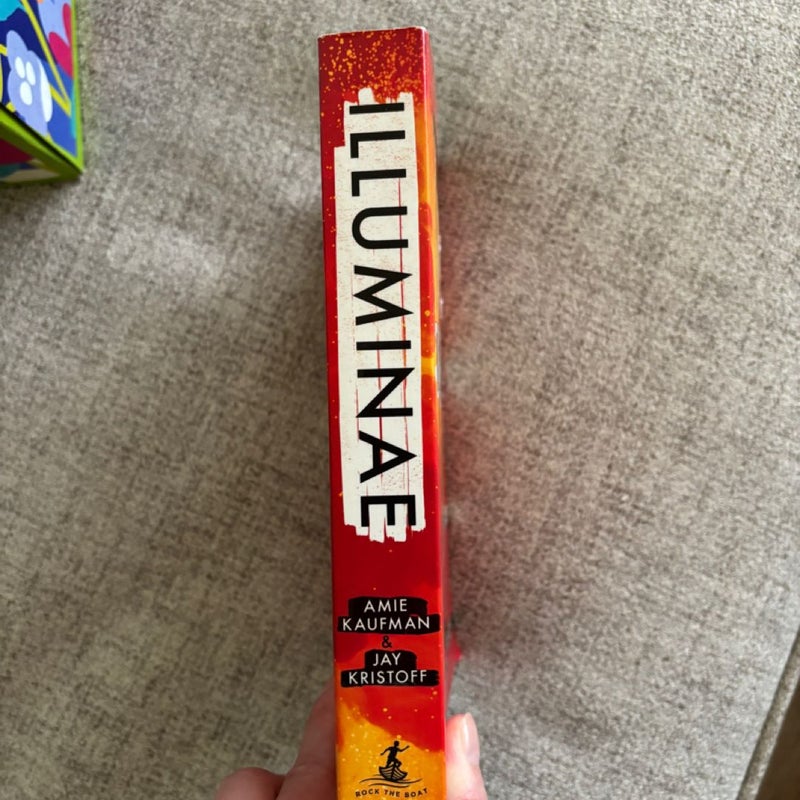 ILLUMINAE
AMIE
KAUFMAN
&
JAY
KRISTOFF
ROCK THE BOAT